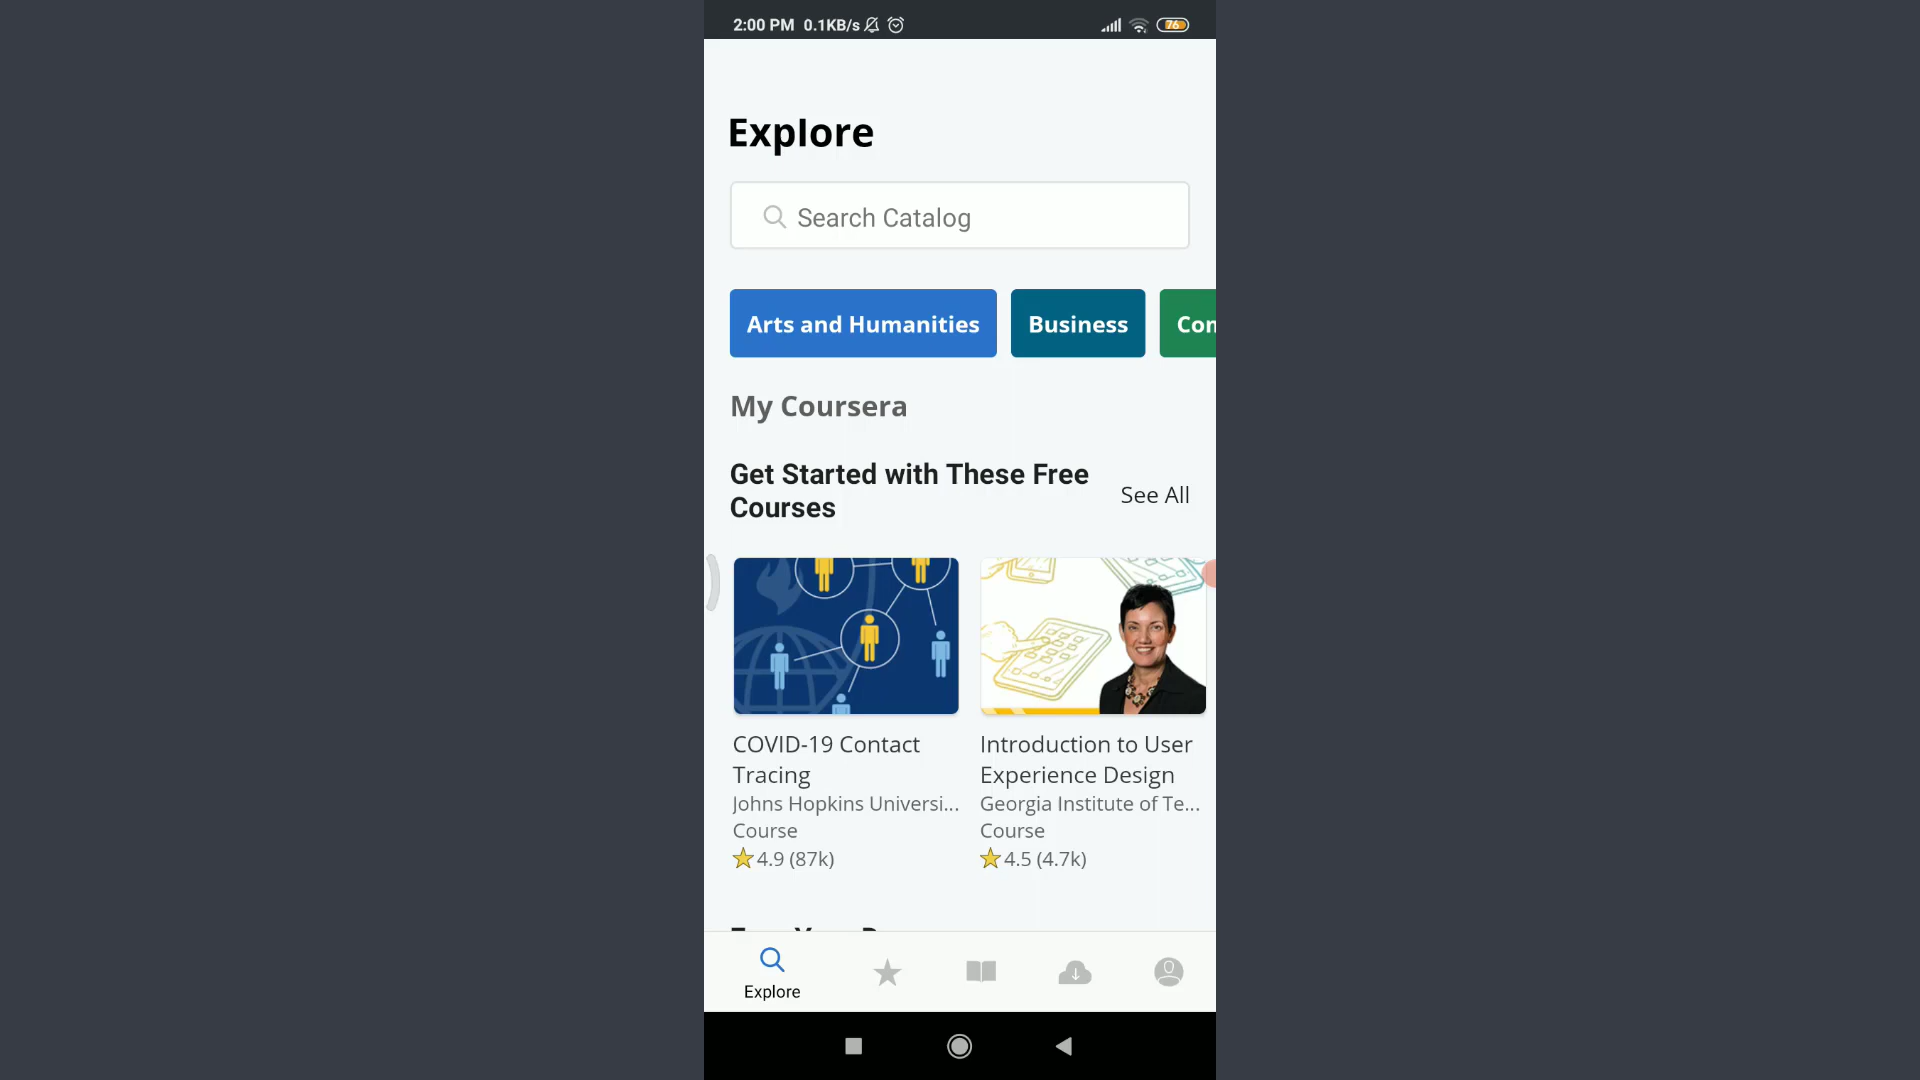 2:00 PM 0.1KB/s
76
Explore
Search Catalog
Arts and Humanities
Business
Con
My Coursera
Get Started with These Free
Courses
See All
COVID-19 Contact
Tracing
Johns Hopkins Universi...
Course
4.9 (87k)
Introduction to User
Experience Design
Georgia Institute of Te...
Course
4.5 (4.7k)
Explore